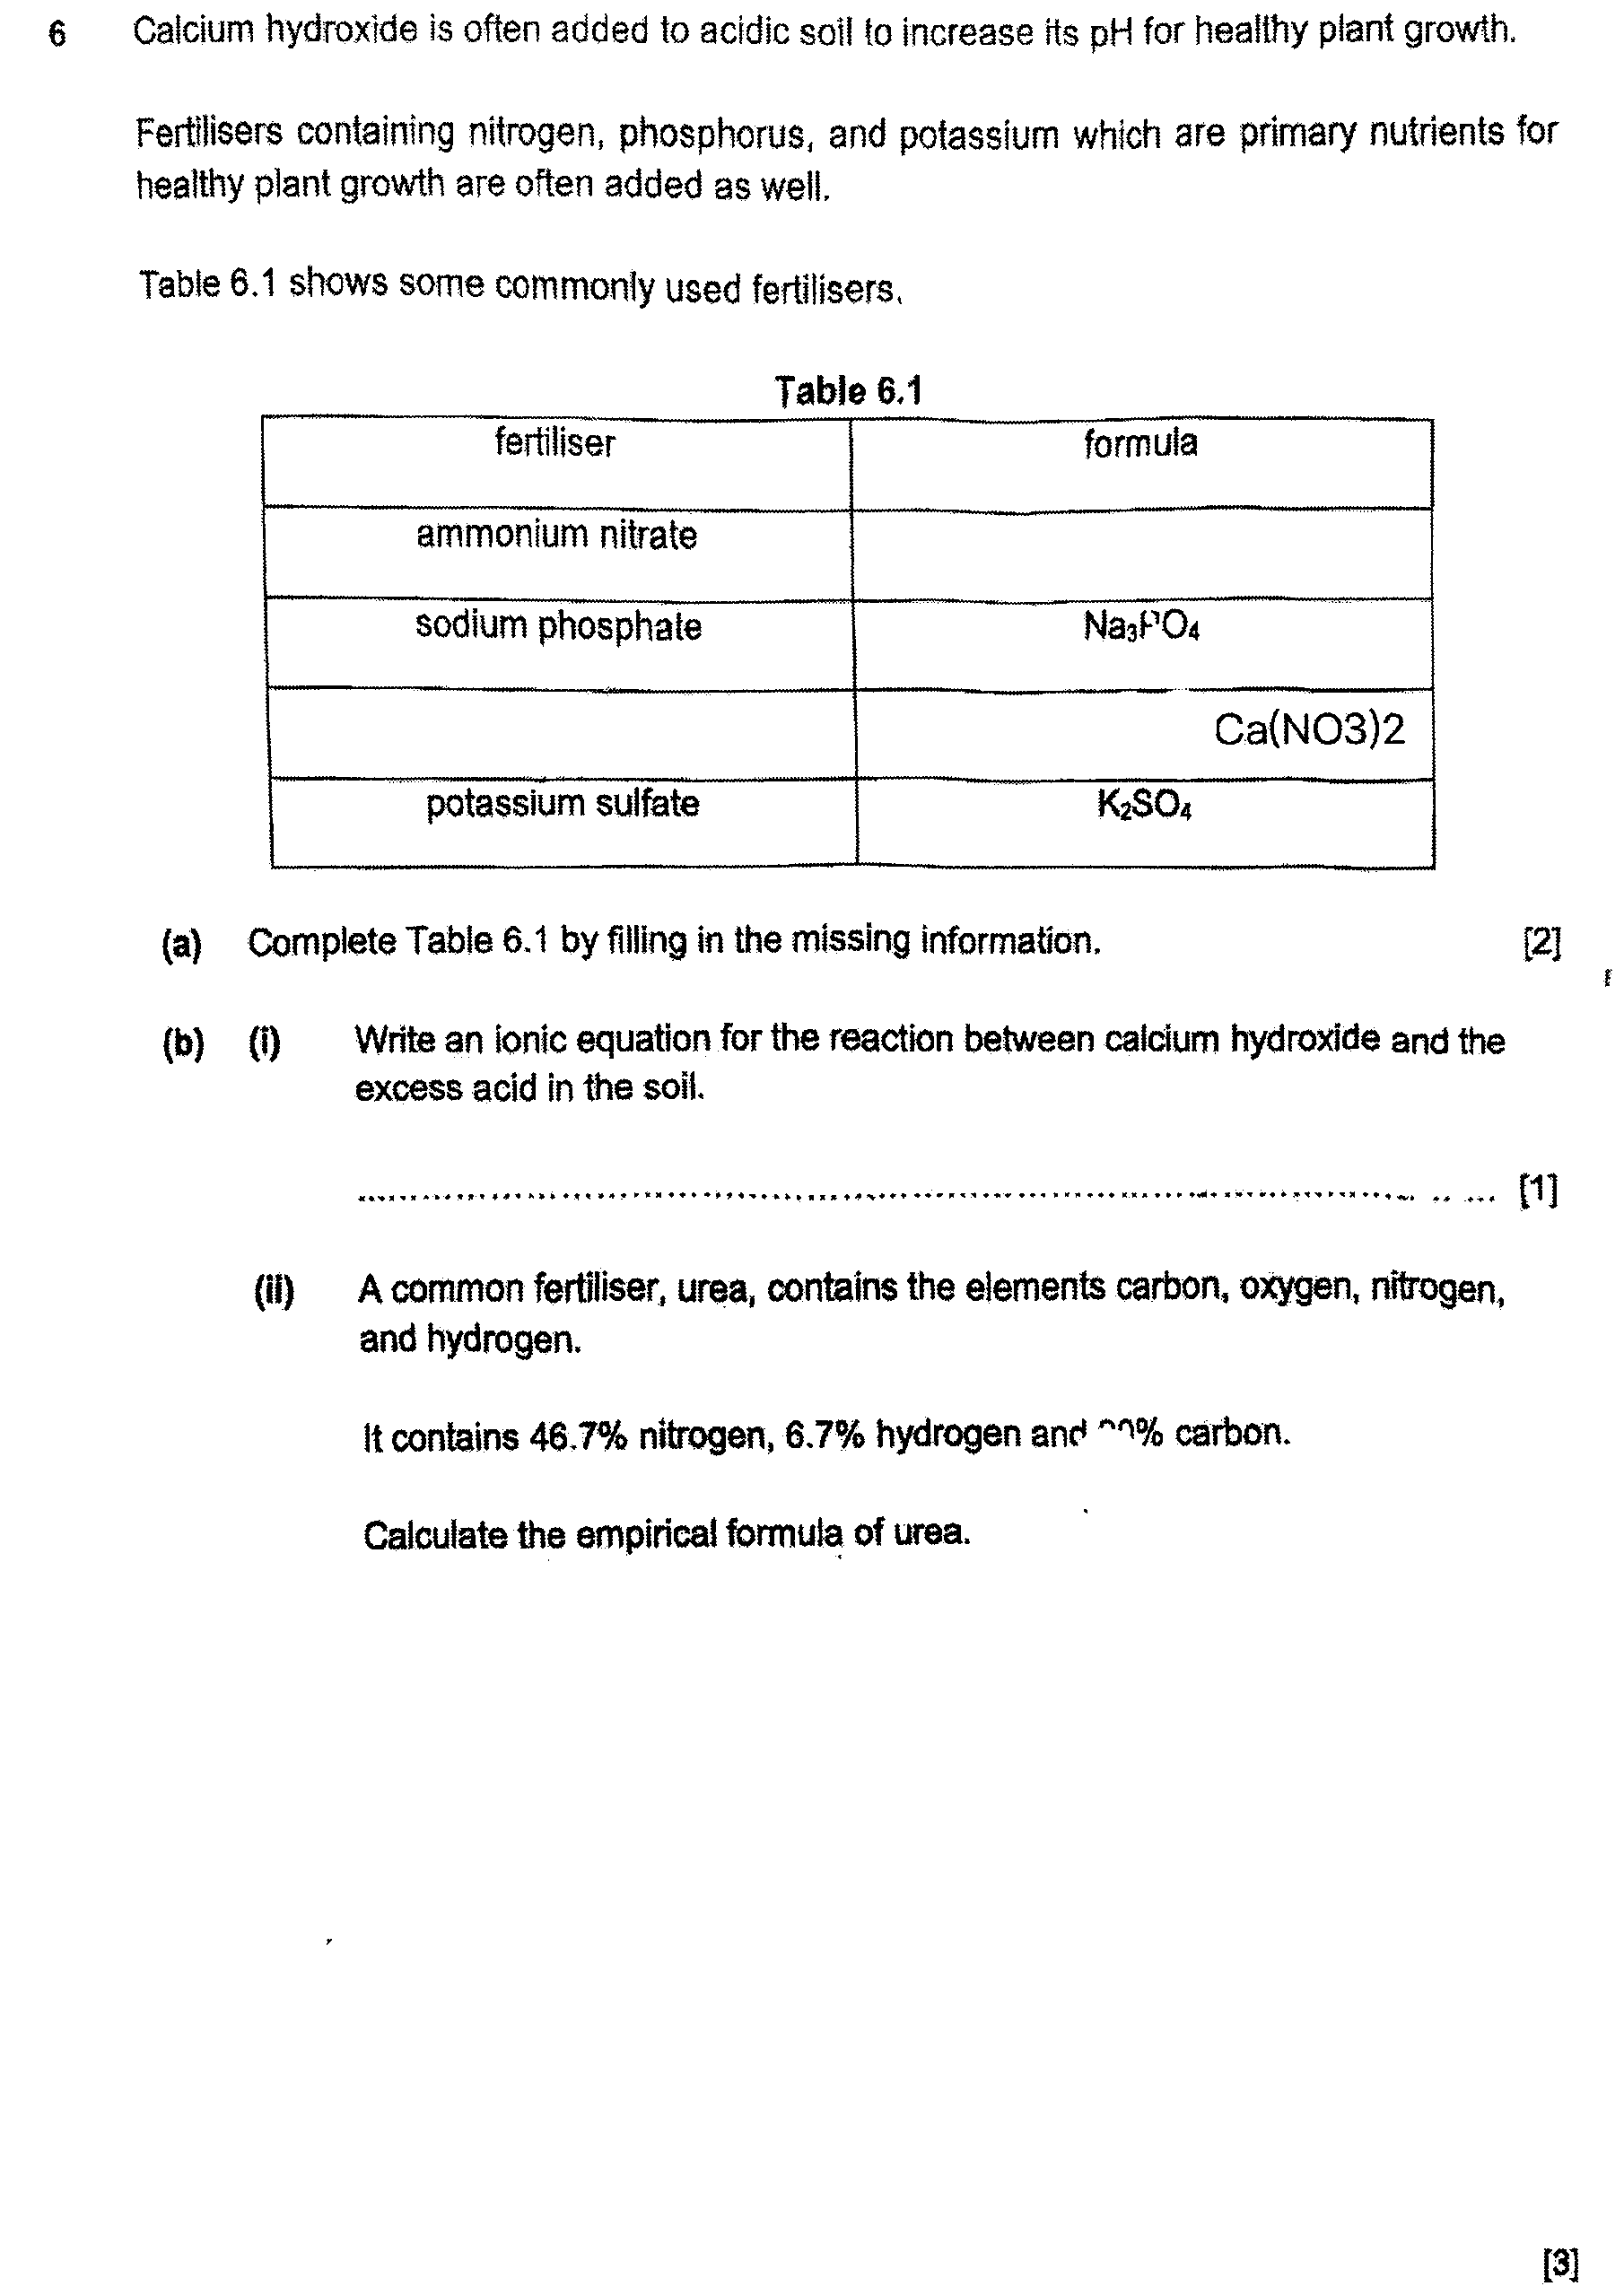 6 Calcium hydroxide is often added to acidic soil to increase its pH for healthy plant growth.
Fertilisers containing nitrogen, phosphorus, and potassium which are primary nutrients for
healthy plant growth are often added as well.
Table 6.1 shows some commonly used fertilisers.
Table 6.1
fertiliser formula
ammonium nitrate
sodium phosphate Na₃PO₄
Ca(NO3)2
potassium sulfate K₂SO₄
(a) Complete Table 6.1 by filling in the missing information. [2]
(b) (i) Write an ionic equation for the reaction between calcium hydroxide and the
excess acid in the soil.
[1]
(ii) A common fertiliser, urea, contains the elements carbon, oxygen, nitrogen,
and hydrogen.
It contains 46.7% nitrogen, 6.7% hydrogen and % carbon.
Calculate the empirical formula of urea.
[3]